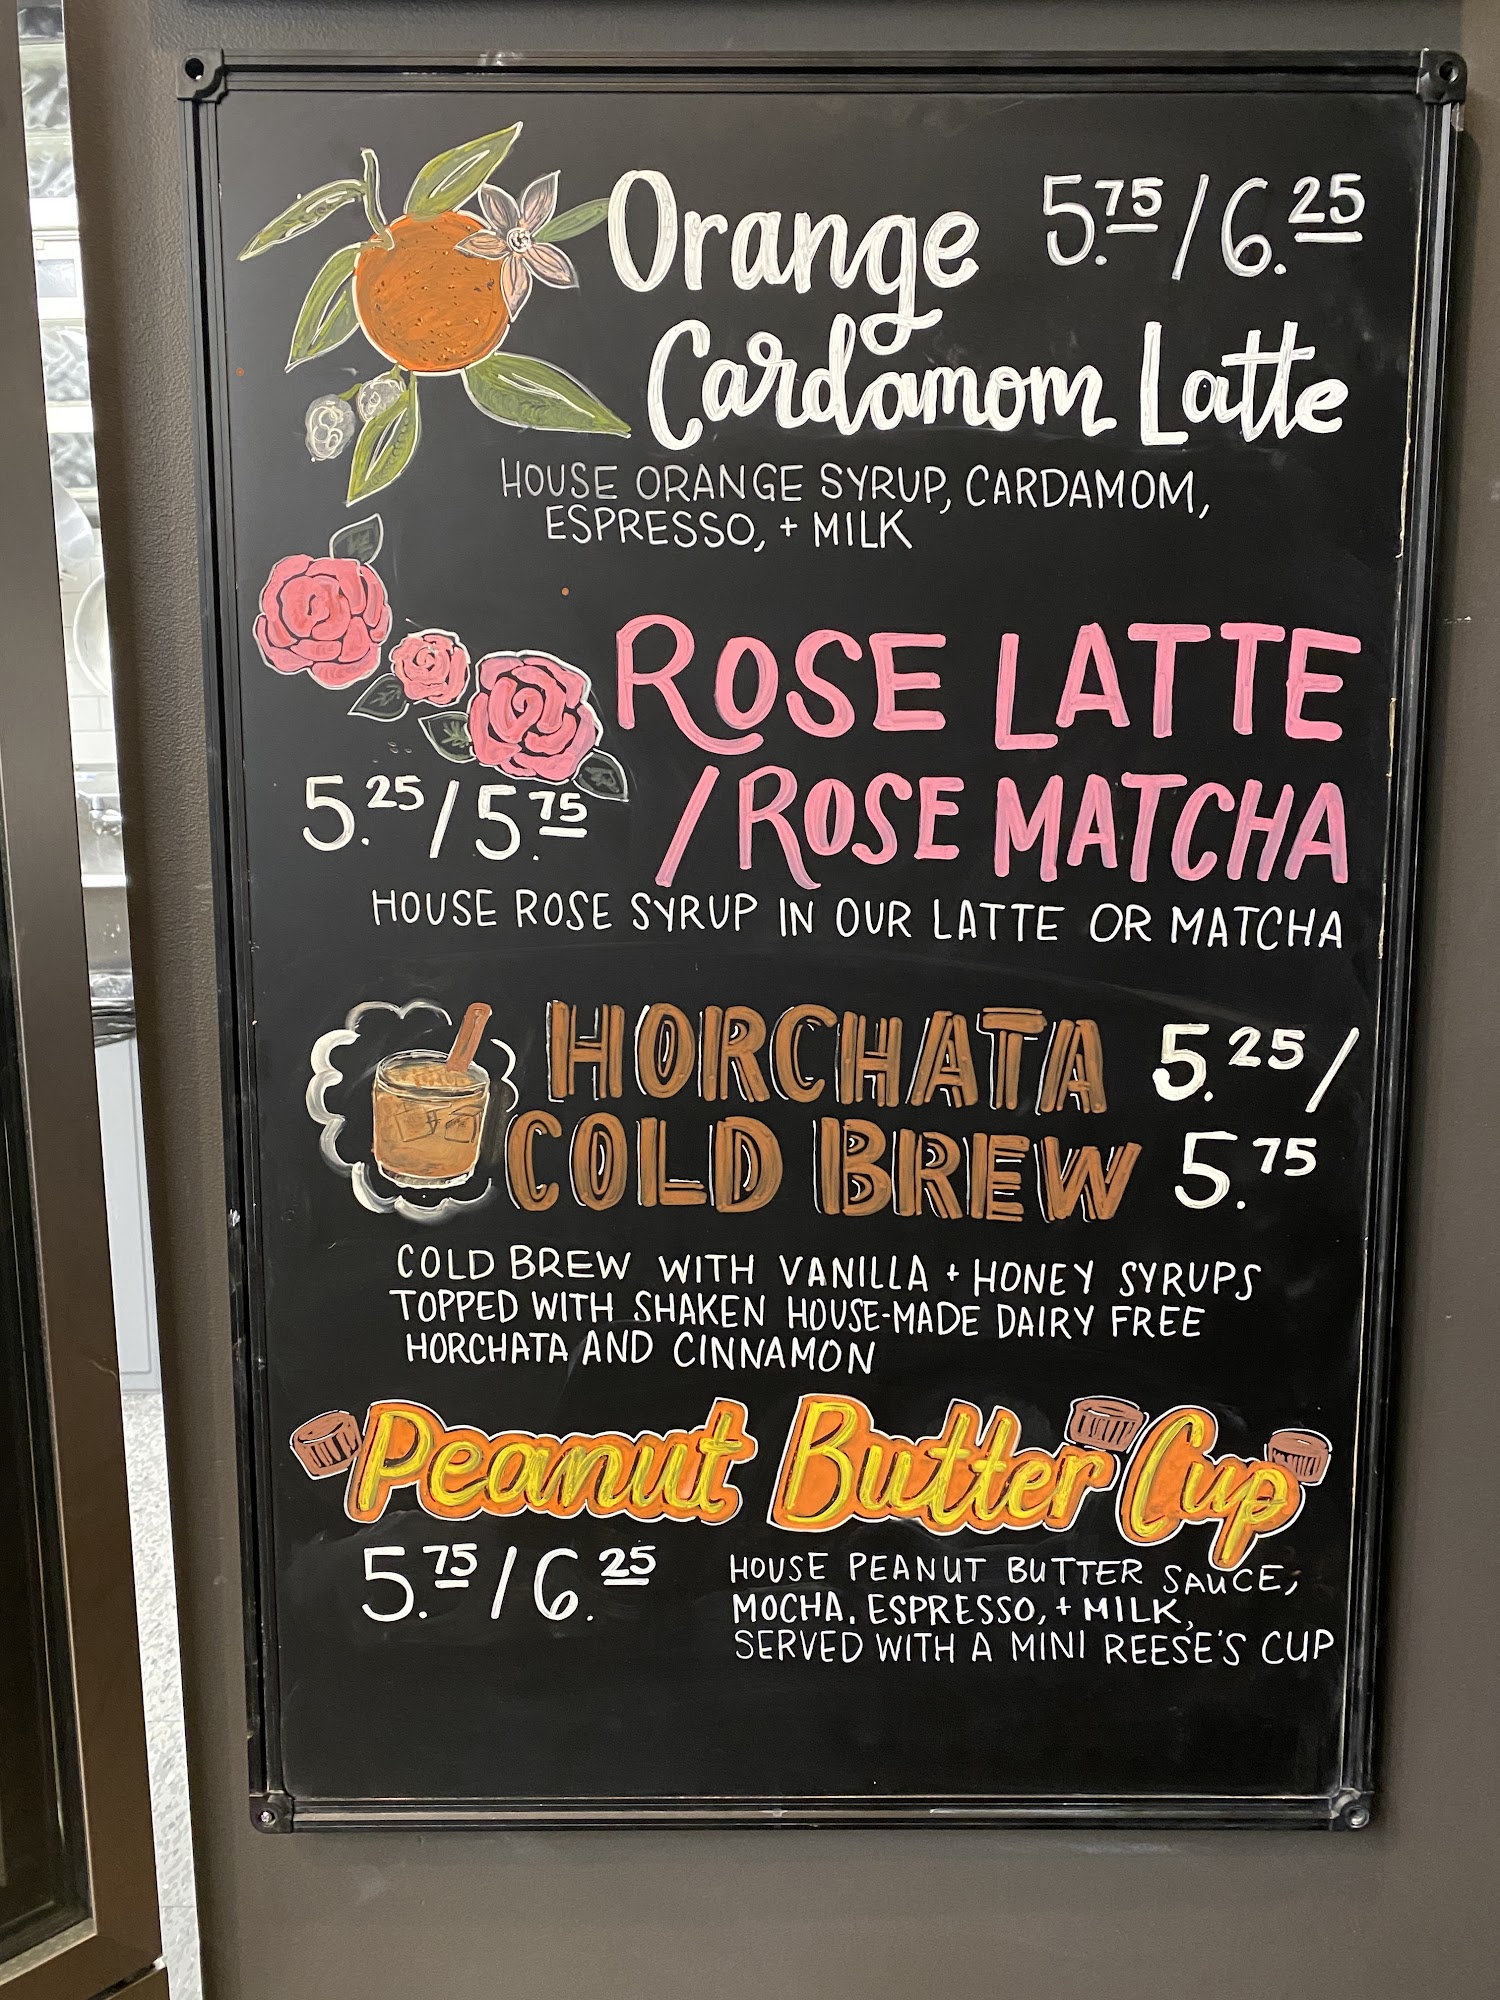 Orange 5.75/6.25
Cardamom Latte
HOUSE ORANGE SYRUP, CARDAMOM,
ESPRESSO, + MILK
ROSE LATTE
5.25/5.75 /ROSE MATCHA
HOUSE ROSE SYRUP IN OUR LATTE OR MATCHA
HORCHATA 5.25/
COLD BREW 5.75
COLD BREW WITH VANILLA + HONEY SYRUPS
TOPPED WITH SHAKEN HOUSE-MADE DAIRY FREE
HORCHATA AND CINNAMON
Peanut Butter Cup
5.75/6.25 HOUSE PEANUT BUTTER SAUCE,
MOCHA, ESPRESSO, + MILK,
SERVED WITH A MINI REESE'S CUP